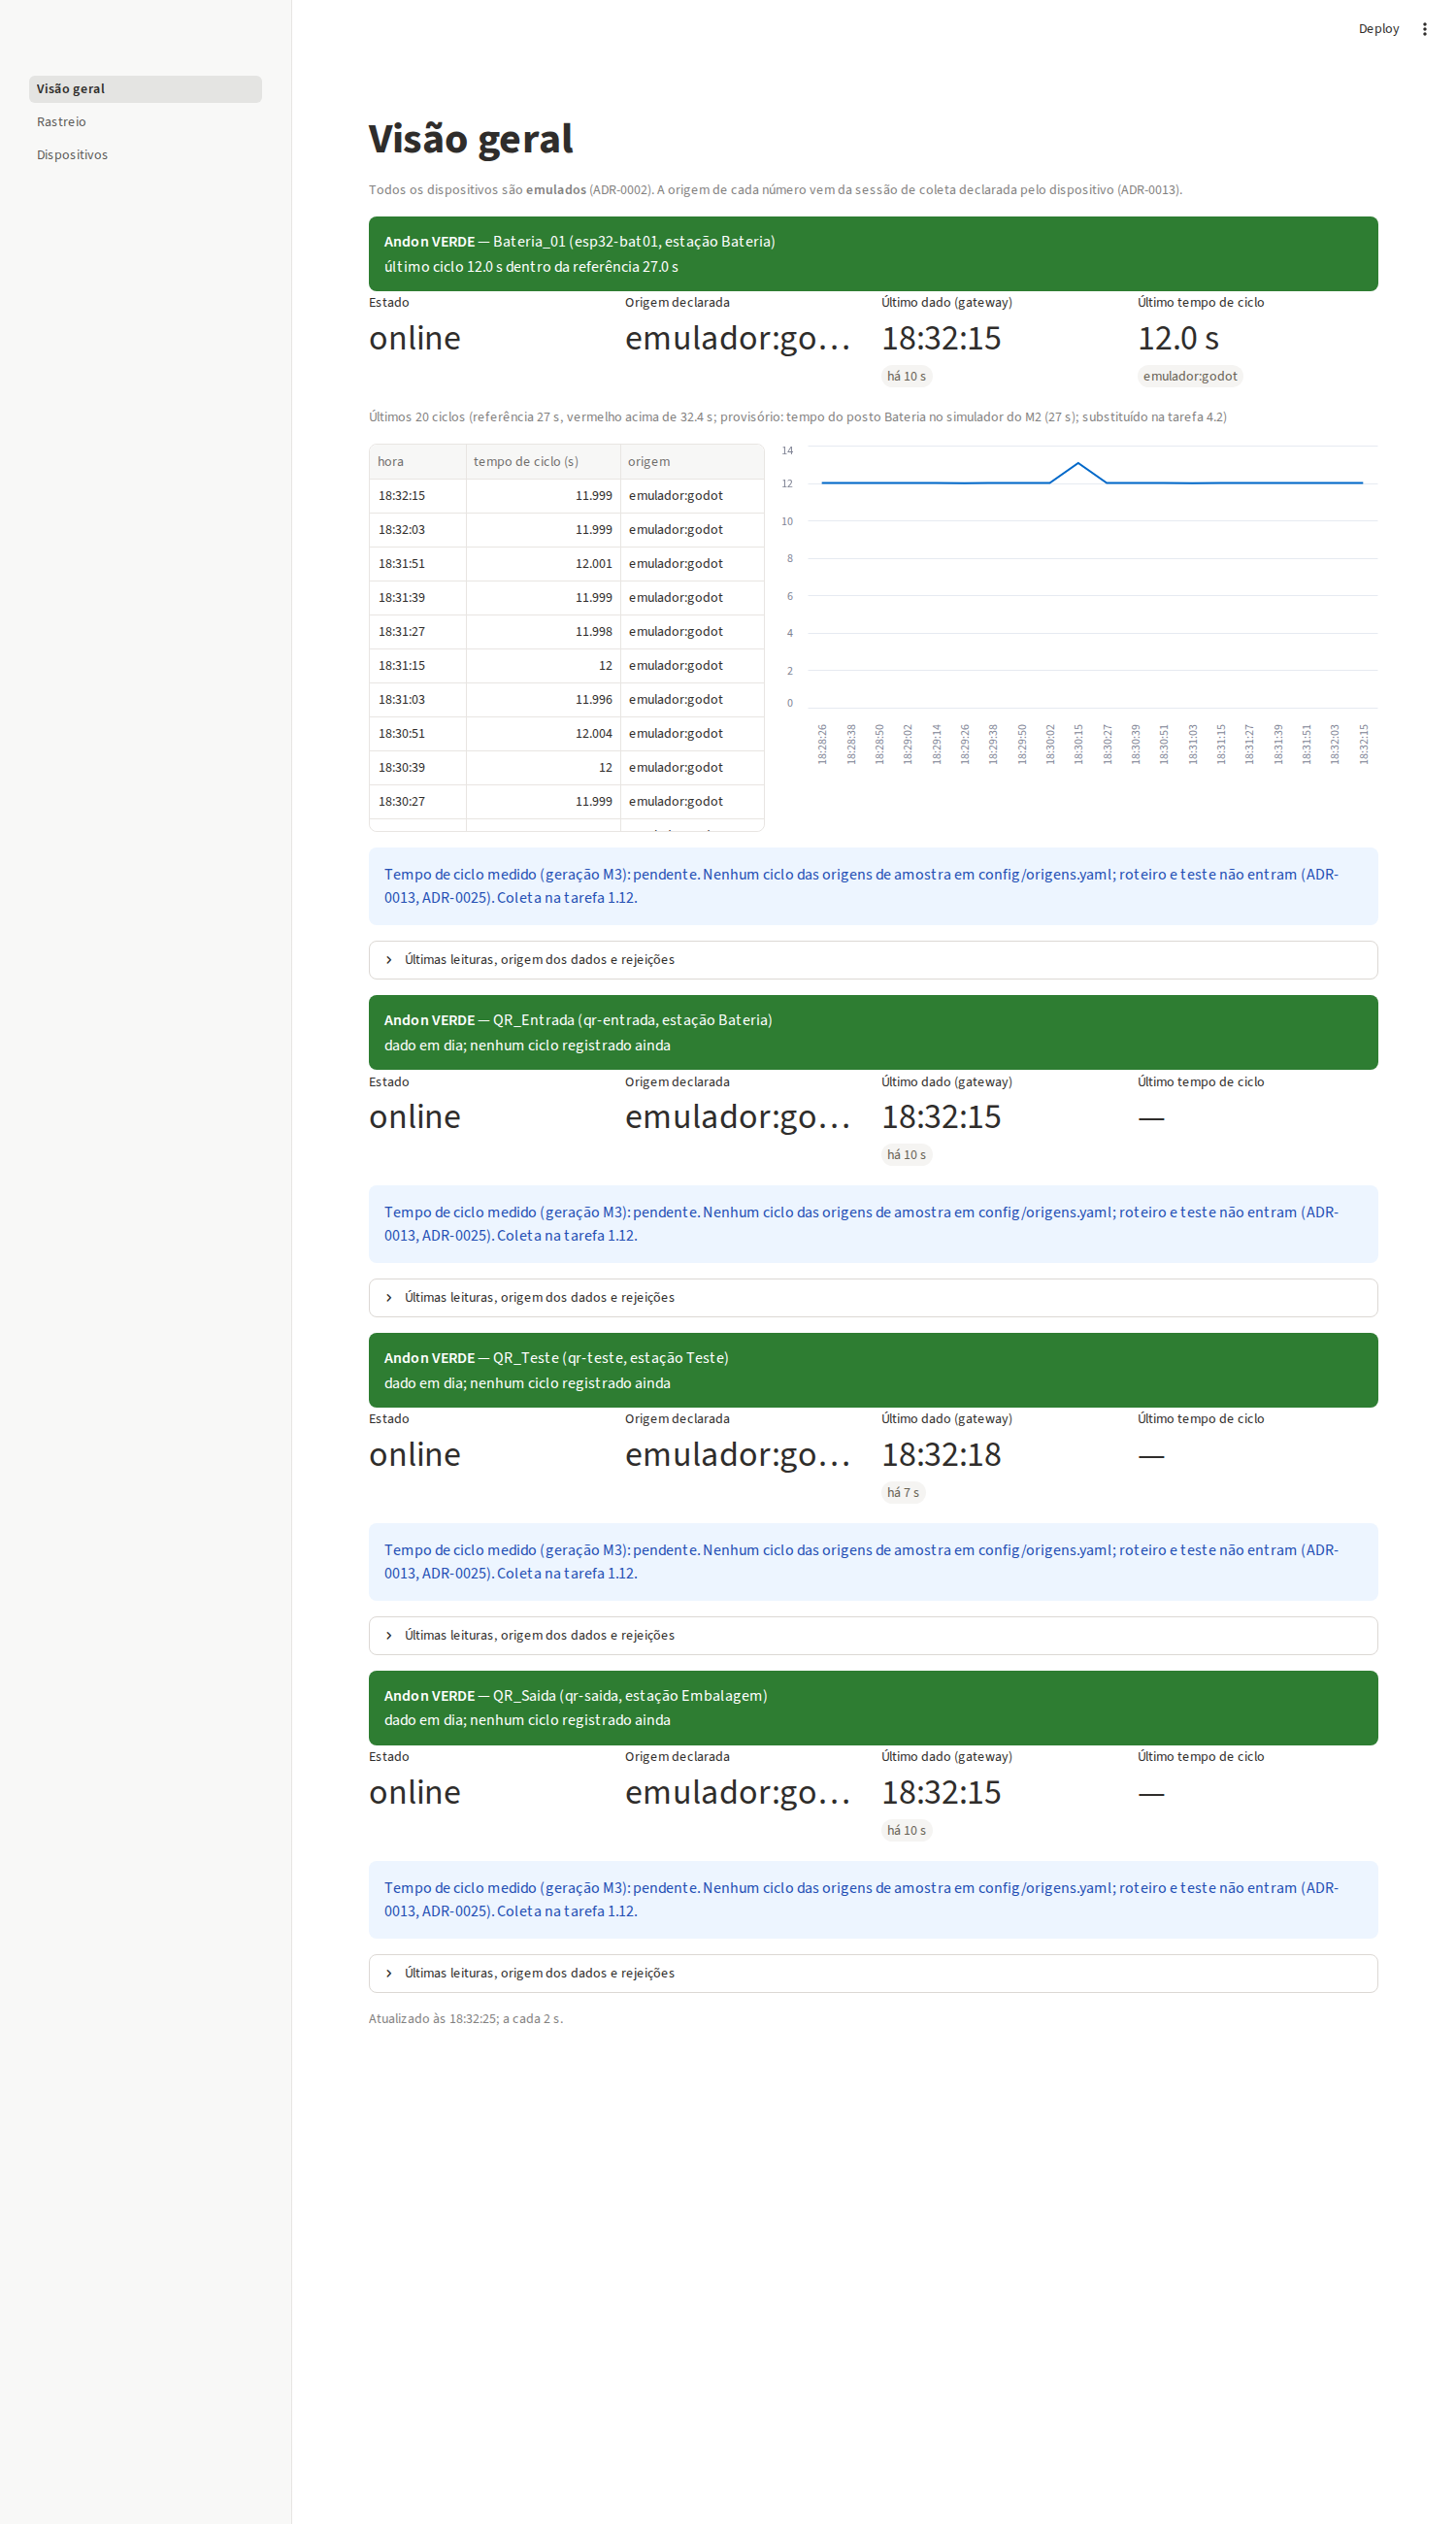 Deploy
Visão geral
Rastreio
Dispositivos
Visão geral
Todos os dispositivos são emulados (ADR-0002). A origem de cada número vem da sessão de coleta declarada pelo dispositivo (ADR-0013).
Andon VERDE — Bateria_01 (esp32-bat01, estação Bateria)
último ciclo 12.0 s dentro da referência 27.0 s
Estado Origem declarada Último dado (gateway) Último tempo de ciclo
online emulador:go… 18:32:15 12.0 s
há 10 s emulador:godot
Últimos 20 ciclos (referência 27 s, vermelho acima de 32.4 s; provisório: tempo do posto Bateria no simulador do M2 (27 s); substituído na tarefa 4.2)
hora tempo de ciclo (s) origem
18:32:15 11.999 emulador:godot
18:32:03 11.999 emulador:godot
18:31:51 12.001 emulador:godot
18:31:39 11.999 emulador:godot
18:31:27 11.998 emulador:godot
18:31:15 12 emulador:godot
18:31:03 11.996 emulador:godot
18:30:51 12.004 emulador:godot
18:30:39 12 emulador:godot
18:30:27 11.999 emulador:godot
14
12
10
8
6
4
2
0
18:28:26 18:28:38 18:28:50 18:29:02 18:29:14 18:29:26 18:29:38 18:29:50 18:30:02 18:30:15 18:30:27 18:30:39 18:30:51 18:31:03 18:31:15 18:31:27 18:31:39 18:31:51 18:32:03 18:32:15
Tempo de ciclo medido (geração M3): pendente. Nenhum ciclo das origens de amostra em config/origens.yaml; roteiro e teste não entram (ADR-
0013, ADR-0025). Coleta na tarefa 1.12.
Últimas leituras, origem dos dados e rejeições
Andon VERDE — QR_Entrada (qr-entrada, estação Bateria)
dado em dia; nenhum ciclo registrado ainda
Estado Origem declarada Último dado (gateway) Último tempo de ciclo
online emulador:go… 18:32:15 —
há 10 s
Tempo de ciclo medido (geração M3): pendente. Nenhum ciclo das origens de amostra em config/origens.yaml; roteiro e teste não entram (ADR-
0013, ADR-0025). Coleta na tarefa 1.12.
Últimas leituras, origem dos dados e rejeições
Andon VERDE — QR_Teste (qr-teste, estação Teste)
dado em dia; nenhum ciclo registrado ainda
Estado Origem declarada Último dado (gateway) Último tempo de ciclo
online emulador:go… 18:32:18 —
há 7 s
Tempo de ciclo medido (geração M3): pendente. Nenhum ciclo das origens de amostra em config/origens.yaml; roteiro e teste não entram (ADR-
0013, ADR-0025). Coleta na tarefa 1.12.
Últimas leituras, origem dos dados e rejeições
Andon VERDE — QR_Saida (qr-saida, estação Embalagem)
dado em dia; nenhum ciclo registrado ainda
Estado Origem declarada Último dado (gateway) Último tempo de ciclo
online emulador:go… 18:32:15 —
há 10 s
Tempo de ciclo medido (geração M3): pendente. Nenhum ciclo das origens de amostra em config/origens.yaml; roteiro e teste não entram (ADR-
0013, ADR-0025). Coleta na tarefa 1.12.
Últimas leituras, origem dos dados e rejeições
Atualizado às 18:32:25; a cada 2 s.